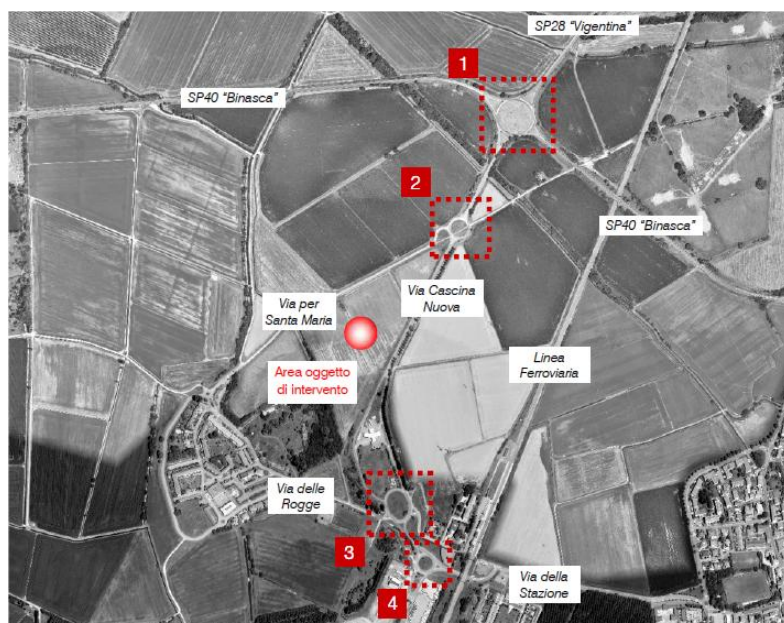 SP28 "Vigentina"
1
SP40 "Binasca"
2
SP40 "Binasca"
Via per
Santa Maria
Via Cascina
Nuova
Area oggetto
di intervento
Linea
Ferroviaria
Via delle
Rogge
3
4
Via della
Stazione